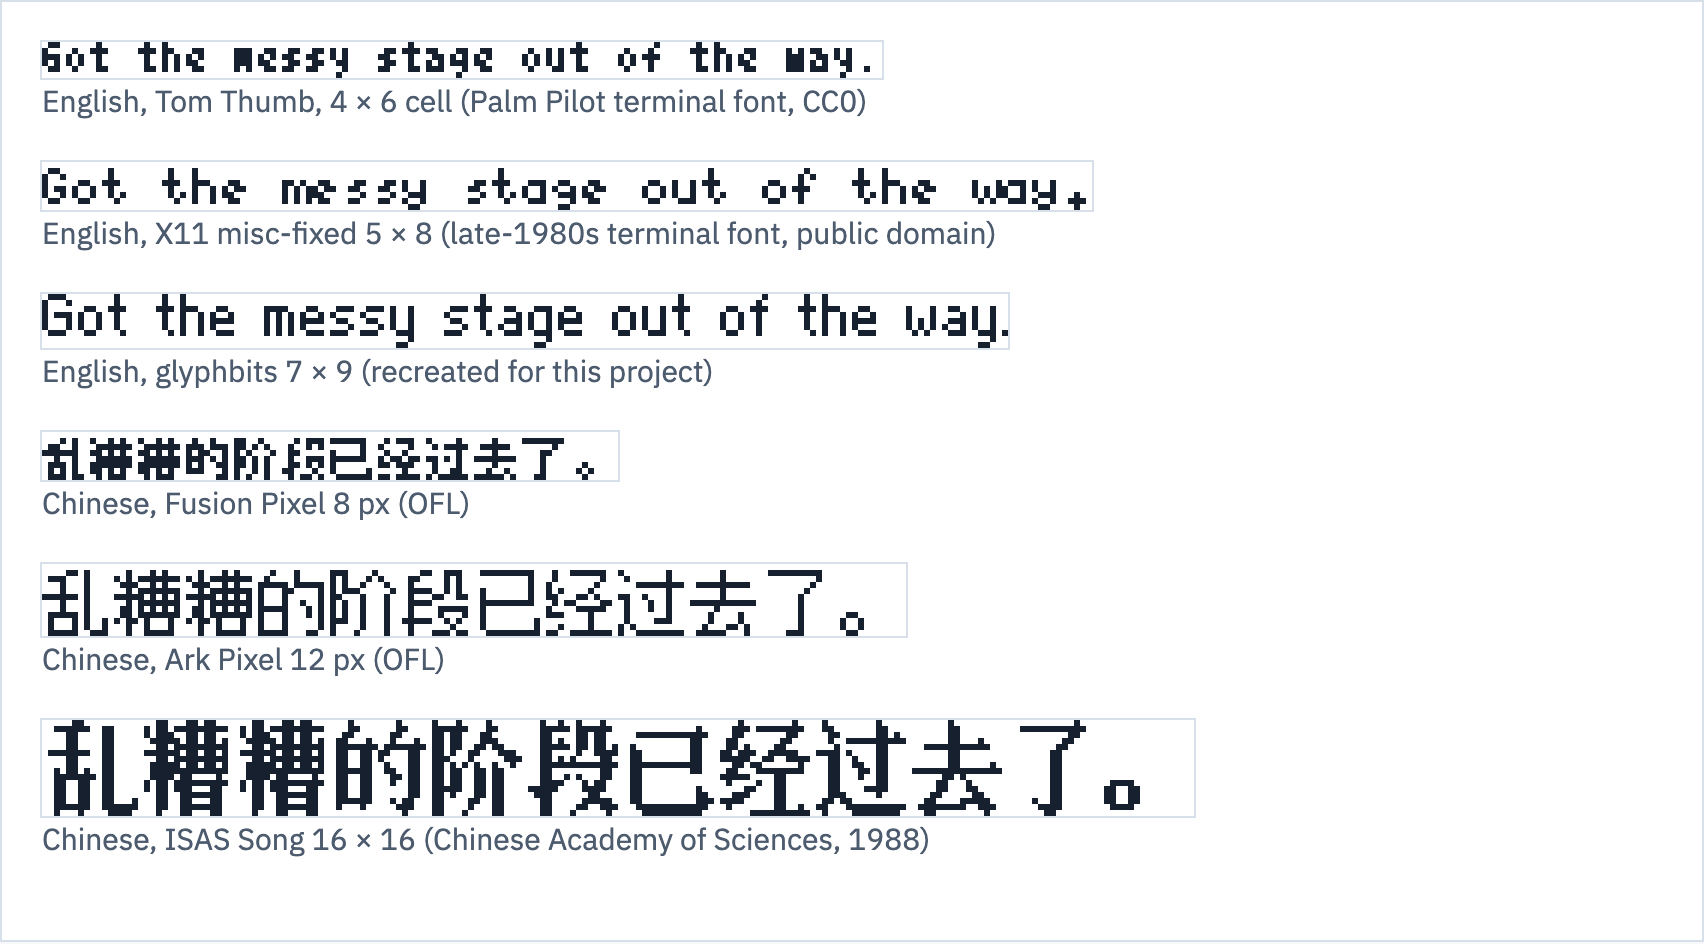 Got the messy stage out of the way.
English, Tom Thumb, 4 × 6 cell (Palm Pilot terminal font, CC0)
Got the messy stage out of the way.
English, X11 misc-fixed 5 × 8 (late-1980s terminal font, public domain)
Got the messy stage out of the way.
English, glyphbits 7 × 9 (recreated for this project)
乱糟糟的阶段已经过去了。
Chinese, Fusion Pixel 8 px (OFL)
乱糟糟的阶段已经过去了。
Chinese, Ark Pixel 12 px (OFL)
乱糟糟的阶段已经过去了。
Chinese, ISAS Song 16 × 16 (Chinese Academy of Sciences, 1988)